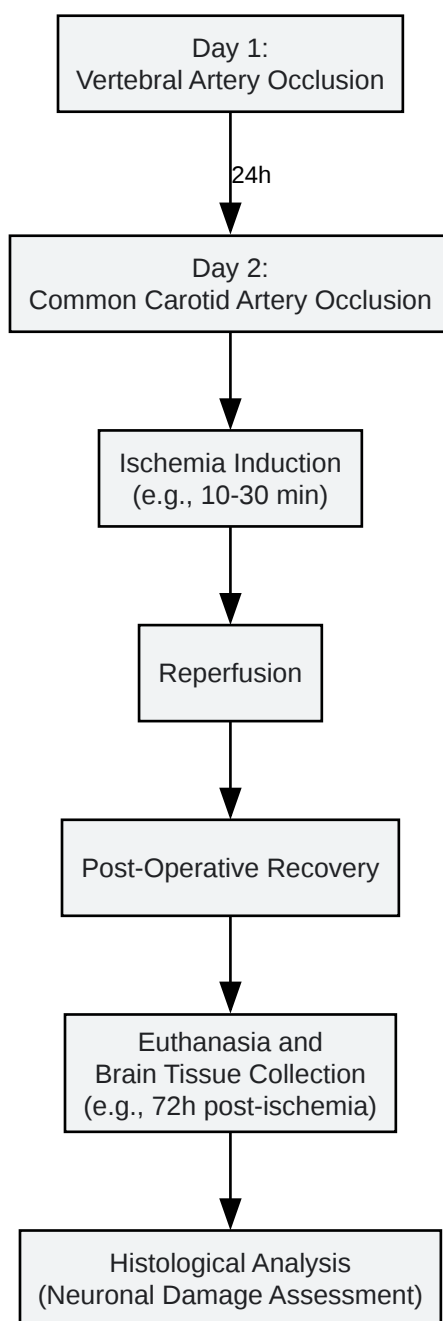 Day 1:
Vertebral Artery Occlusion
24h
Day 2:
Common Carotid Artery Occlusion
Ischemia Induction
(e.g., 10-30 min)
Reperfusion
Post-Operative Recovery
Euthanasia and
Brain Tissue Collection
(e.g., 72h post-ischemia)
Histological Analysis
(Neuronal Damage Assessment)